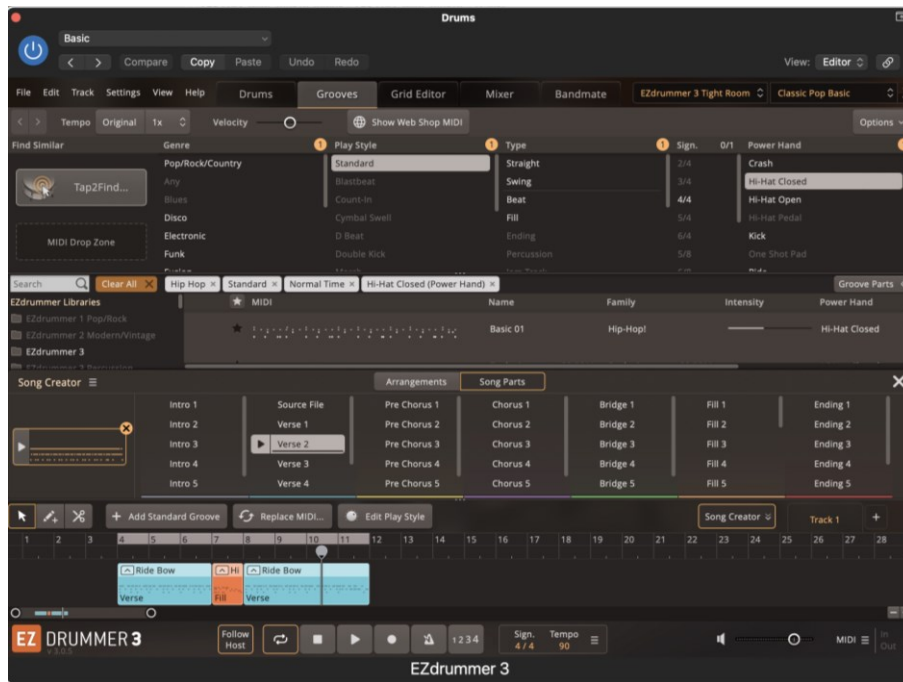 Drums
Basic
Compare Copy Paste Undo Redo View: Editor
File Edit Track Settings View Help Drums Grooves Grid Editor Mixer Bandmate EZdrummer 3 Tight Room Classic Pop Basic
Tempo Original 1x Velocity Show Web Shop MIDI Options
Find Similar Genre 1 Play Style 1 Type 1 Sign. 0/1 Power Hand
Pop/Rock/Country Standard Straight 2/4 Crash
Tap2Find... Any Blastbeat Swing 3/4 Hi-Hat Closed
Blues Count-In Beat 4/4 Hi-Hat Open
Disco Cymbal Swell Fill 5/4 Hi-Hat Pedal
MIDI Drop Zone Electronic D Beat Ending 6/4 Kick
Funk Double Kick Percussion 5/8 One Shot Pad
Search Clear All Hip Hop × Standard × Normal Time × Hi-Hat Closed (Power Hand) × Groove Parts
EZdrummer Libraries MIDI Name Family Intensity Power Hand
EZdrummer 1 Pop/Rock
EZdrummer 2 Modern/Vintage Basic 01 Hip-Hop! Hi-Hat Closed
EZdrummer 3
Song Creator Arrangements Song Parts
Intro 1 Source File Pre Chorus 1 Chorus 1 Bridge 1 Fill 1 Ending 1
Intro 2 Verse 1 Pre Chorus 2 Chorus 2 Bridge 2 Fill 2 Ending 2
Intro 3 Verse 2 Pre Chorus 3 Chorus 3 Bridge 3 Fill 3 Ending 3
Intro 4 Verse 3 Pre Chorus 4 Chorus 4 Bridge 4 Fill 4 Ending 4
Intro 5 Verse 4 Pre Chorus 5 Chorus 5 Bridge 5 Fill 5 Ending 5
+ Add Standard Groove Replace MIDI... Edit Play Style Song Creator Track 1 +
1 2 3 4 5 6 7 8 9 10 11 12 13 14 15 16 17 18 19 20 21 22 23 24 25 26 27 28
Ride Bow Hi Ride Bow
Verse Fill Verse
EZ DRUMMER 3 Follow Host 1 2 3 4 Sign. 4 / 4 Tempo 90 MIDI In Out
v 3.0.5
EZdrummer 3